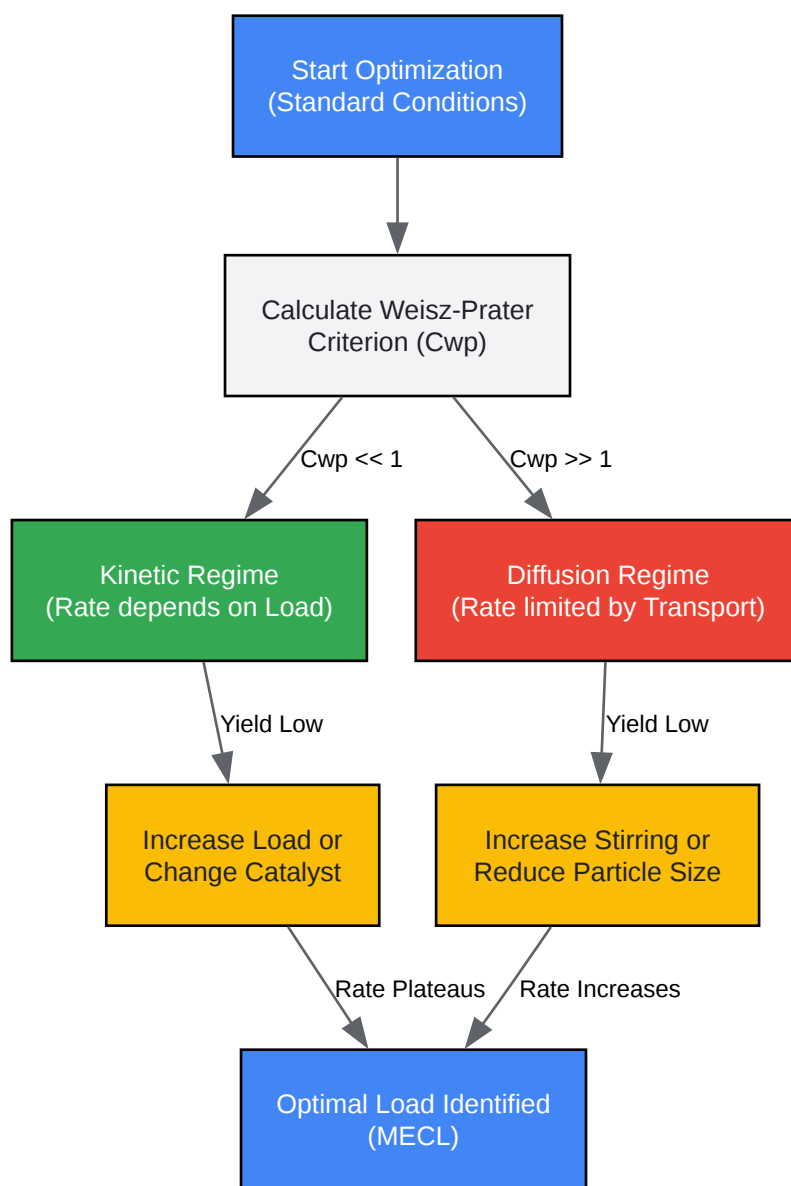 Start Optimization
(Standard Conditions)
Calculate Weisz-Prater
Criterion (Cwp)
Cwp << 1
Cwp >> 1
Kinetic Regime
(Rate depends on Load)
Diffusion Regime
(Rate limited by Transport)
Yield Low
Yield Low
Increase Load or
Change Catalyst
Increase Stirring or
Reduce Particle Size
Rate Plateaus
Rate Increases
Optimal Load Identified
(MECL)